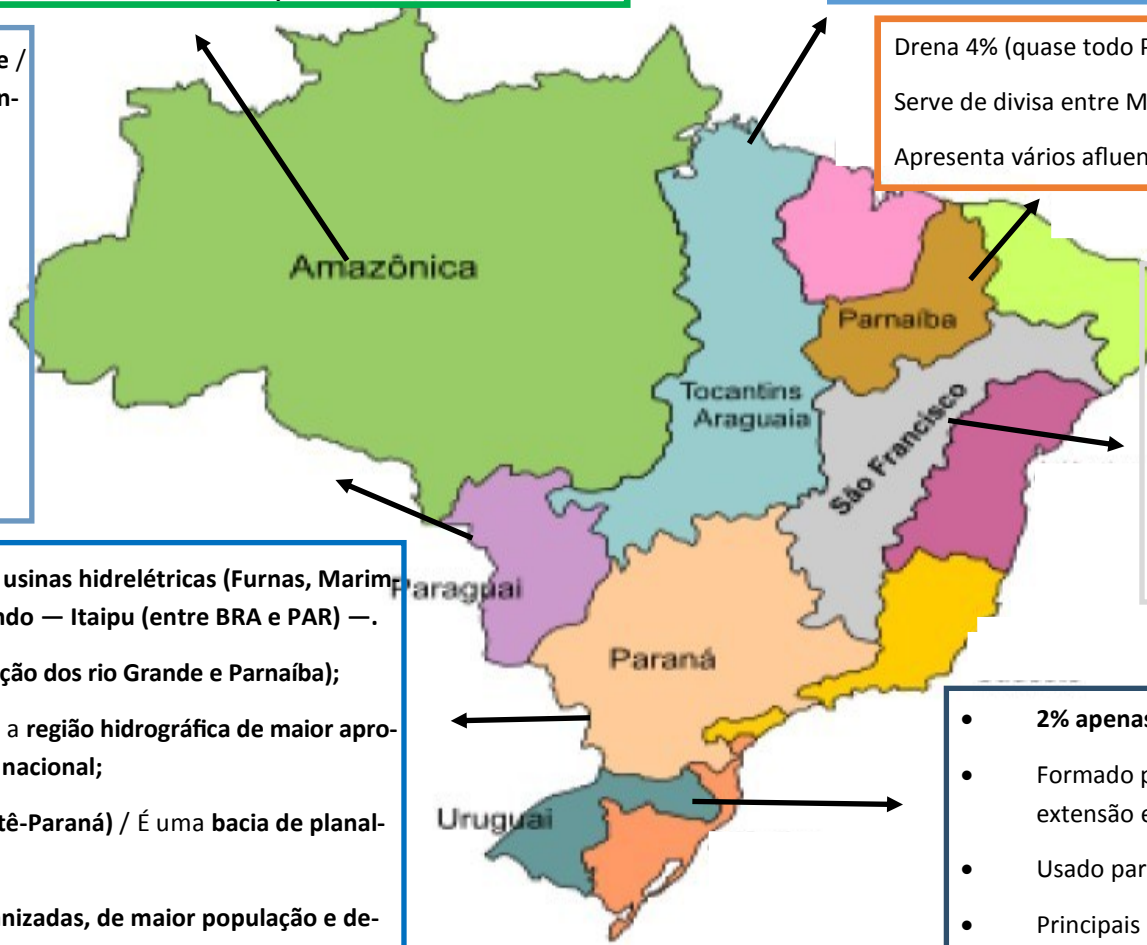 e /
n-
Drena 4% (quase todo P
Serve de divisa entre M
Apresenta vários afluen
Amazônica
Parnaíba
Tocantins
Araguaia
São Francisco
usinas hidrelétricas (Furnas, Marim-
ndo — Itaipu (entre BRA e PAR) —.
ção dos rio Grande e Parnaíba);
a região hidrográfica de maior apro-
nacional;
tê-Paraná) / É uma bacia de planal-
nizadas, de maior população e de-
Paraguai
Paraná
Uruguai
• 2% apenas
• Formado p
extensão e
• Usado par
• Principais